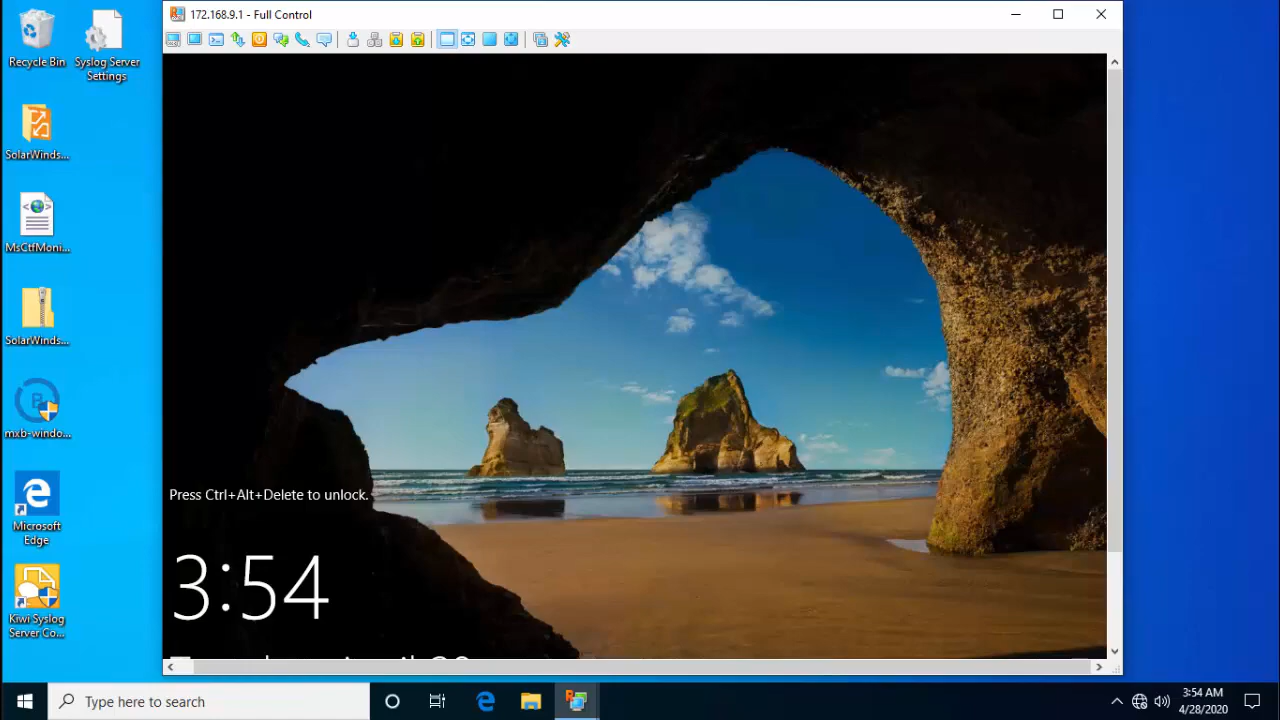 172.168.9.1 - Full Control
Recycle Bin
Syslog Server
Settings
SolarWinds...
MsCtfMoni...
SolarWinds...
mxb-windo...
Microsoft
Edge
Kiwi Syslog
Server Co...
Press Ctrl+Alt+Delete to unlock.
3:54
Type here to search
3:54 AM
4/28/2020